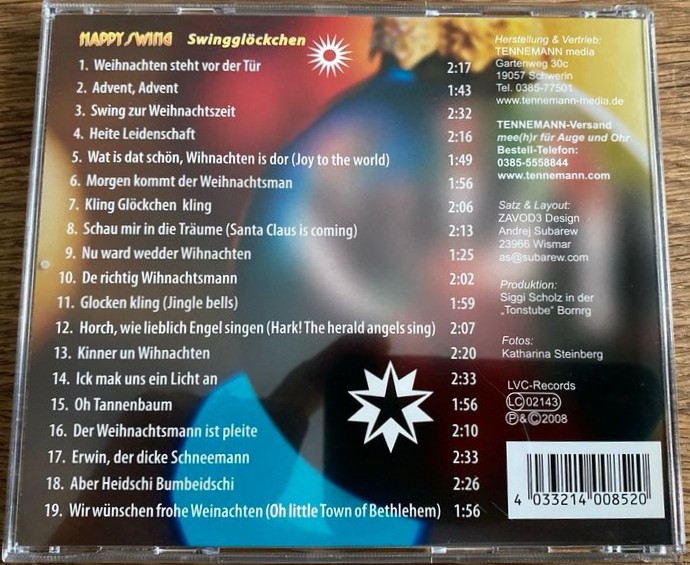 HAPPY SWING Swingglöckchen
1. Weihnachten steht vor der Tür 2:17
2. Advent, Advent 1:43
3. Swing zur Weihnachtszeit 2:32
4. Heite Leidenschaft 2:16
5. Wat is dat schön, Wihnachten is dor (Joy to the world) 1:49
6. Morgen kommt der Weihnachtsman 1:56
7. Kling Glöckchen kling 2:06
8. Schau mir in die Träume (Santa Claus is coming) 2:13
9. Nu ward wedder Wihnachten 1:25
10. De richtig Wihnachtsmann 2:02
11. Glocken kling (Jingle bells) 1:59
12. Horch, wie lieblich Engel singen (Hark! The herald angels sing) 2:07
13. Kinner un Wihnachten 2:20
14. Ick mak uns ein Licht an 2:33
15. Oh Tannenbaum 1:56
16. Der Weihnachtsmann ist pleite 2:10
17. Erwin, der dicke Schneemann 2:33
18. Aber Heidschi Bumbeidschi 2:26
19. Wir wünschen frohe Weinachten (Oh little Town of Bethlehem) 1:56
Herstellung & Vertrieb:
TENNEMANN media
Gartenweg 30c
19057 Schwerin
Tel. 0385-77501
www.tennemann-media.de
TENNEMANN-Versand
mee(h)r für Auge und Ohr
Bestell-Telefon:
0385-5558844
www.tennemann.com
Satz & Layout:
ZAVOD3 Design
Andrej Subarew
23966 Wismar
as@subarew.com
Produktion:
Siggi Scholz in der
„Tonstube" Bornrg
Fotos:
Katharina Steinberg
LVC-Records
LC 02143
Ⓟ&Ⓒ2008
4 033214 008520